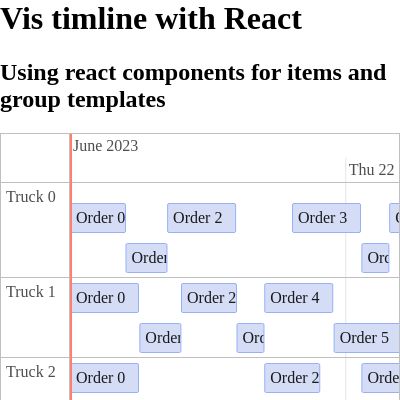 Vis timline with React
Using react components for items and
group templates
June 2023
Thu 22
Truck 0
Order 0
Order 2
Order 3
Order
Truck 1
Order 0
Order 2
Order 4
Order
Order 5
Truck 2
Order 0
Order 2
Orde